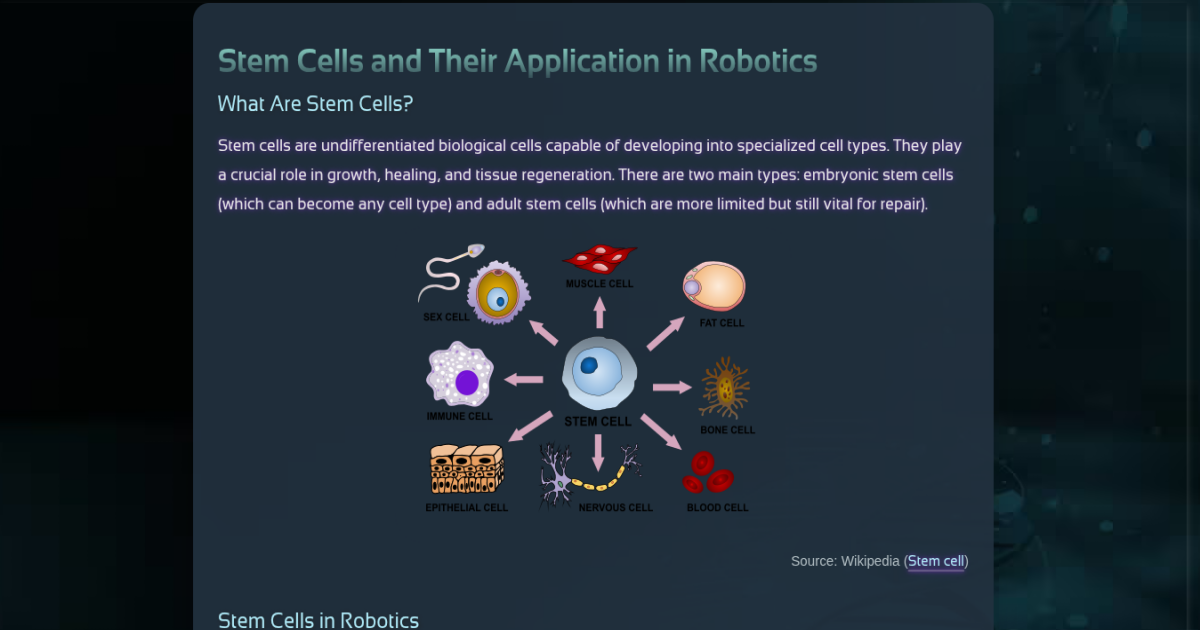 Stem Cells and Their Application in Robotics
What Are Stem Cells?
Stem cells are undifferentiated biological cells capable of developing into specialized cell types. They play
a crucial role in growth, healing, and tissue regeneration. There are two main types: embryonic stem cells
(which can become any cell type) and adult stem cells (which are more limited but still vital for repair).
MUSCLE CELL
SEX CELL
FAT CELL
IMMUNE CELL
STEM CELL
BONE CELL
EPITHELIAL CELL
NERVOUS CELL
BLOOD CELL
Source: Wikipedia (Stem cell)
Stem Cells in Robotics